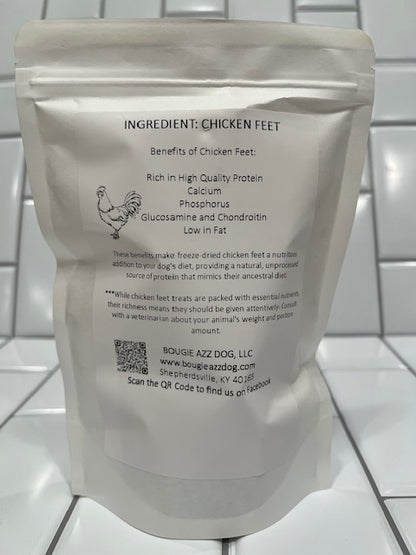 INGREDIENT: CHICKEN FEET
Benefits of Chicken Feet:
Rich in High Quality Protein
Calcium
Phosphorus
Glucosamine and Chondroitin
Low in Fat
These benefits make freeze-dried chicken feet a nutritious
addition to your dog's diet, providing a natural, unprocessed
source of protein that mimics their ancestral diet.
***While chicken feet treats are packed with essential nutrients,
their richness means they should be given attentively. Consult
with a veterinarian about your animal's weight and portion
amount.
BOUGIE AZZ DOG, LLC
www.bougieazzdog.com
Shepherdsville, KY 40165
Scan the QR Code to find us on Facebook